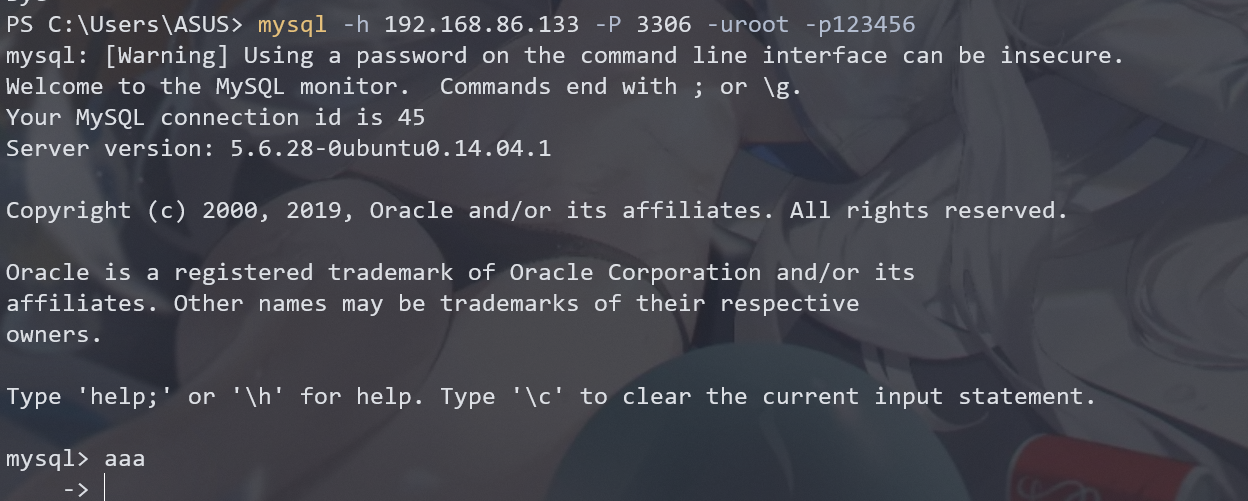 PS C:\Users\ASUS> mysql -h 192.168.86.133 -P 3306 -uroot -p123456
mysql: [Warning] Using a password on the command line interface can be insecure.
Welcome to the MySQL monitor.  Commands end with ; or \g.
Your MySQL connection id is 45
Server version: 5.6.28-0ubuntu0.14.04.1

Copyright (c) 2000, 2019, Oracle and/or its affiliates. All rights reserved.

Oracle is a registered trademark of Oracle Corporation and/or its
affiliates. Other names may be trademarks of their respective
owners.

Type 'help;' or '\h' for help. Type '\c' to clear the current input statement.

mysql> aaa
    ->